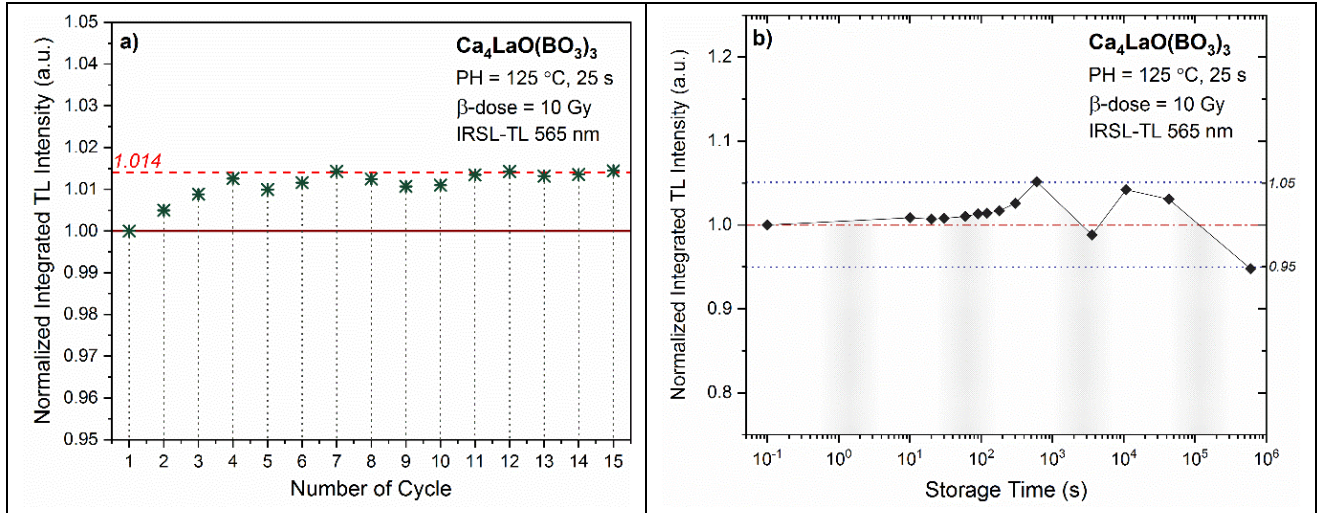 a)
Ca₄LaO(BO₃)₃
PH = 125 °C, 25 s
β-dose = 10 Gy
IRSL-TL 565 nm
1.014
Normalized Integrated TL Intensity (a.u.)
1.05
1.04
1.03
1.02
1.01
1.00
0.99
0.98
0.97
0.96
0.95
1 2 3 4 5 6 7 8 9 10 11 12 13 14 15
Number of Cycle
b)
Ca₄LaO(BO₃)₃
PH = 125 °C, 25 s
β-dose = 10 Gy
IRSL-TL 565 nm
Normalized Integrated TL Intensity (a.u.)
1.2
1.1
1.0
0.9
0.8
1.05
0.95
10⁻¹ 10⁰ 10¹ 10² 10³ 10⁴ 10⁵ 10⁶
Storage Time (s)